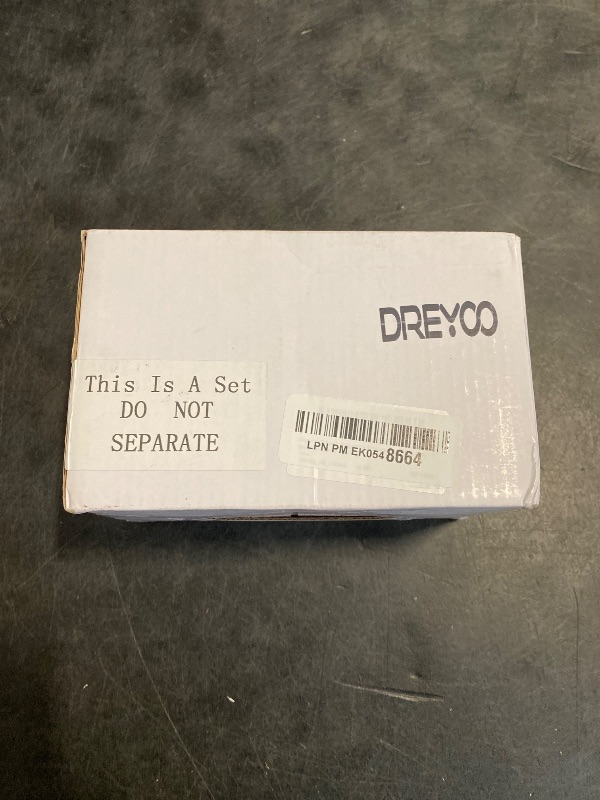 DREYOO
This Is A Set
DO NOT
SEPARATE
LPN PM EK054 8664